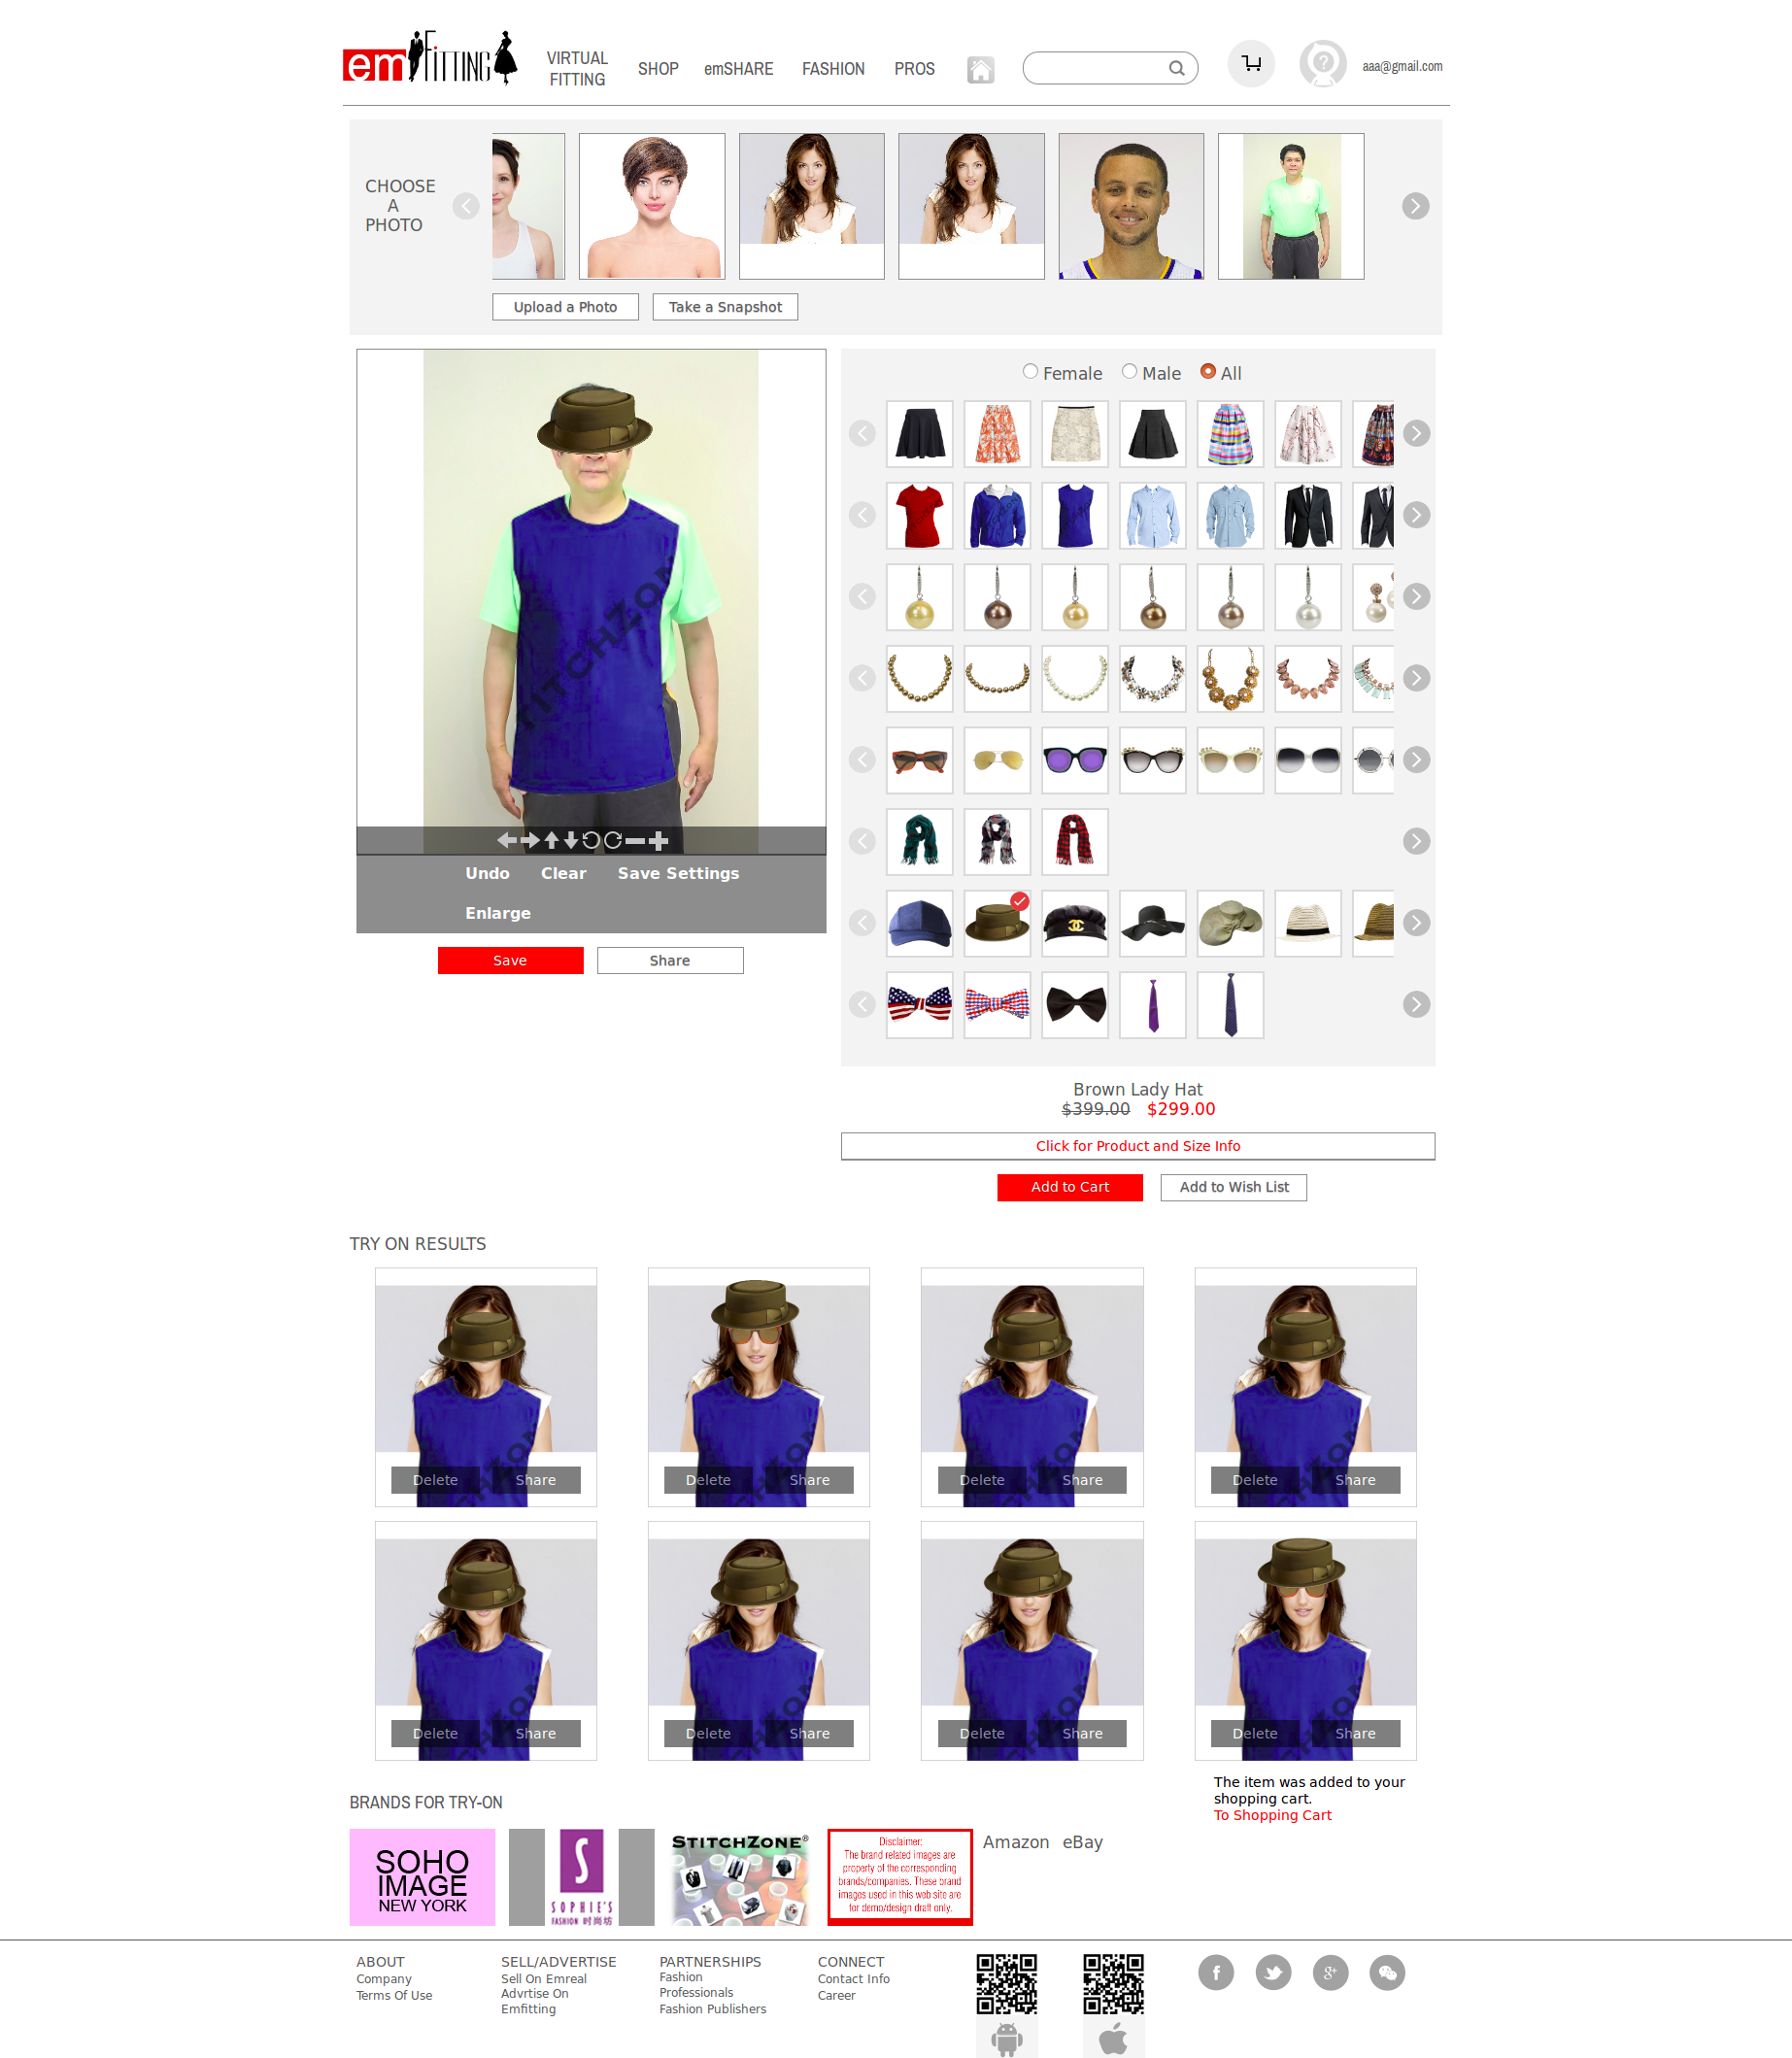 em FITTING
VIRTUAL
FITTING
SHOP
emSHARE
FASHION
PROS
aaa@gmail.com
CHOOSE
A
PHOTO
Upload a Photo
Take a Snapshot
Female
Male
All
STITCHZON
Undo
Clear
Save Settings
Enlarge
Save
Share
Brown Lady Hat
$399.00 $299.00
Click for Product and Size Info
Add to Cart
Add to Wish List
TRY ON RESULTS
Delete Share
Delete Share
Delete Share
Delete Share
Delete Share
Delete Share
Delete Share
Delete Share
The item was added to your
shopping cart.
To Shopping Cart
BRANDS FOR TRY-ON
SOHO
IMAGE
NEW YORK
S
SOPHIE'S
FASHION 时尚坊
STITCHZONE®
Disclaimer:
The brand related images are
property of the corresponding
brands/companies. These brand
images used in this web site are
for demo/design draft only.
Amazon eBay
ABOUT
Company
Terms Of Use
SELL/ADVERTISE
Sell On Emreal
Advrtise On
Emfitting
PARTNERSHIPS
Fashion
Professionals
Fashion Publishers
CONNECT
Contact Info
Career